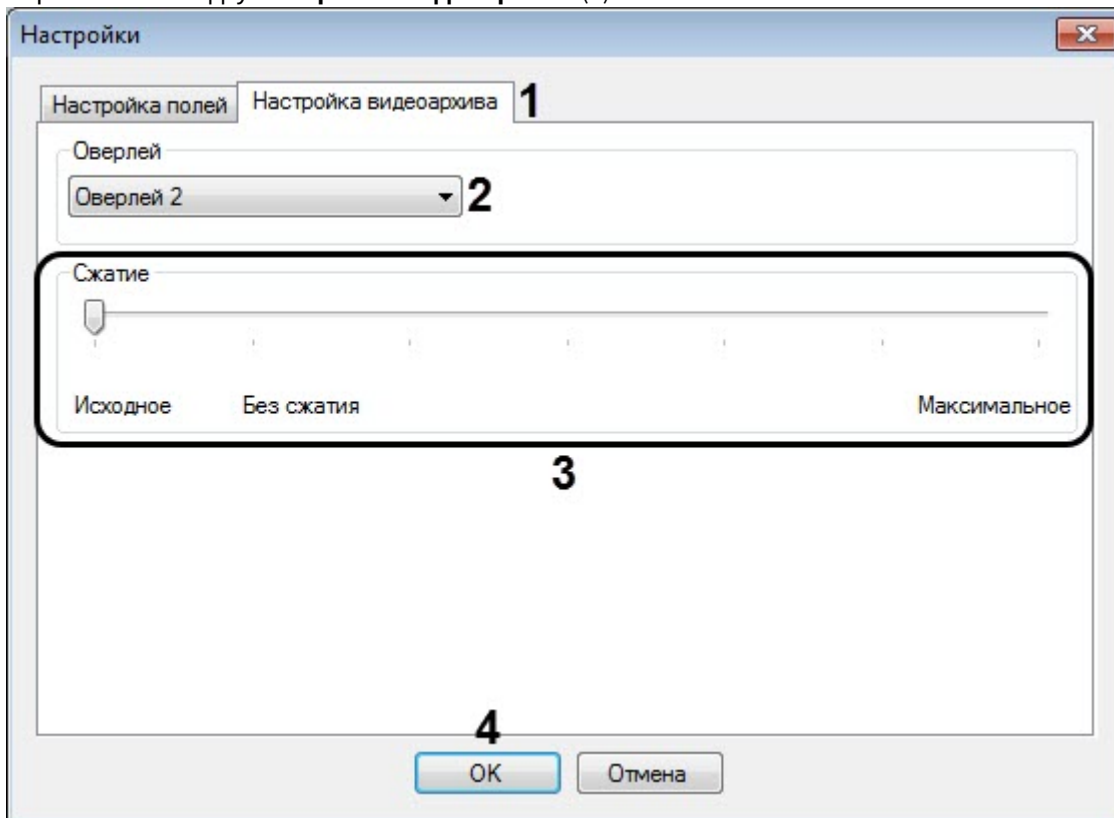 Настройки
Настройка полей Настройка видеоархива 1
Оверлей
Оверлей 2 2
Сжатие
Исходное Без сжатия Максимальное
3
4
OK Отмена